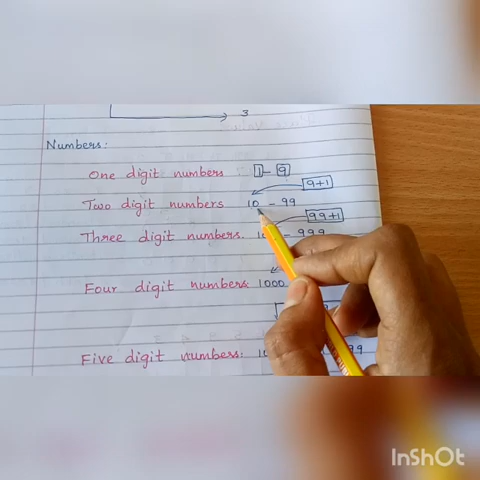 3
Numbers:
One digit numbers : 1 - 9
9+1
Two digit numbers 10 - 99
99+1
Three digit numbers. - 999
Four digit numbers 1000
Five digit numbers:
InShOt